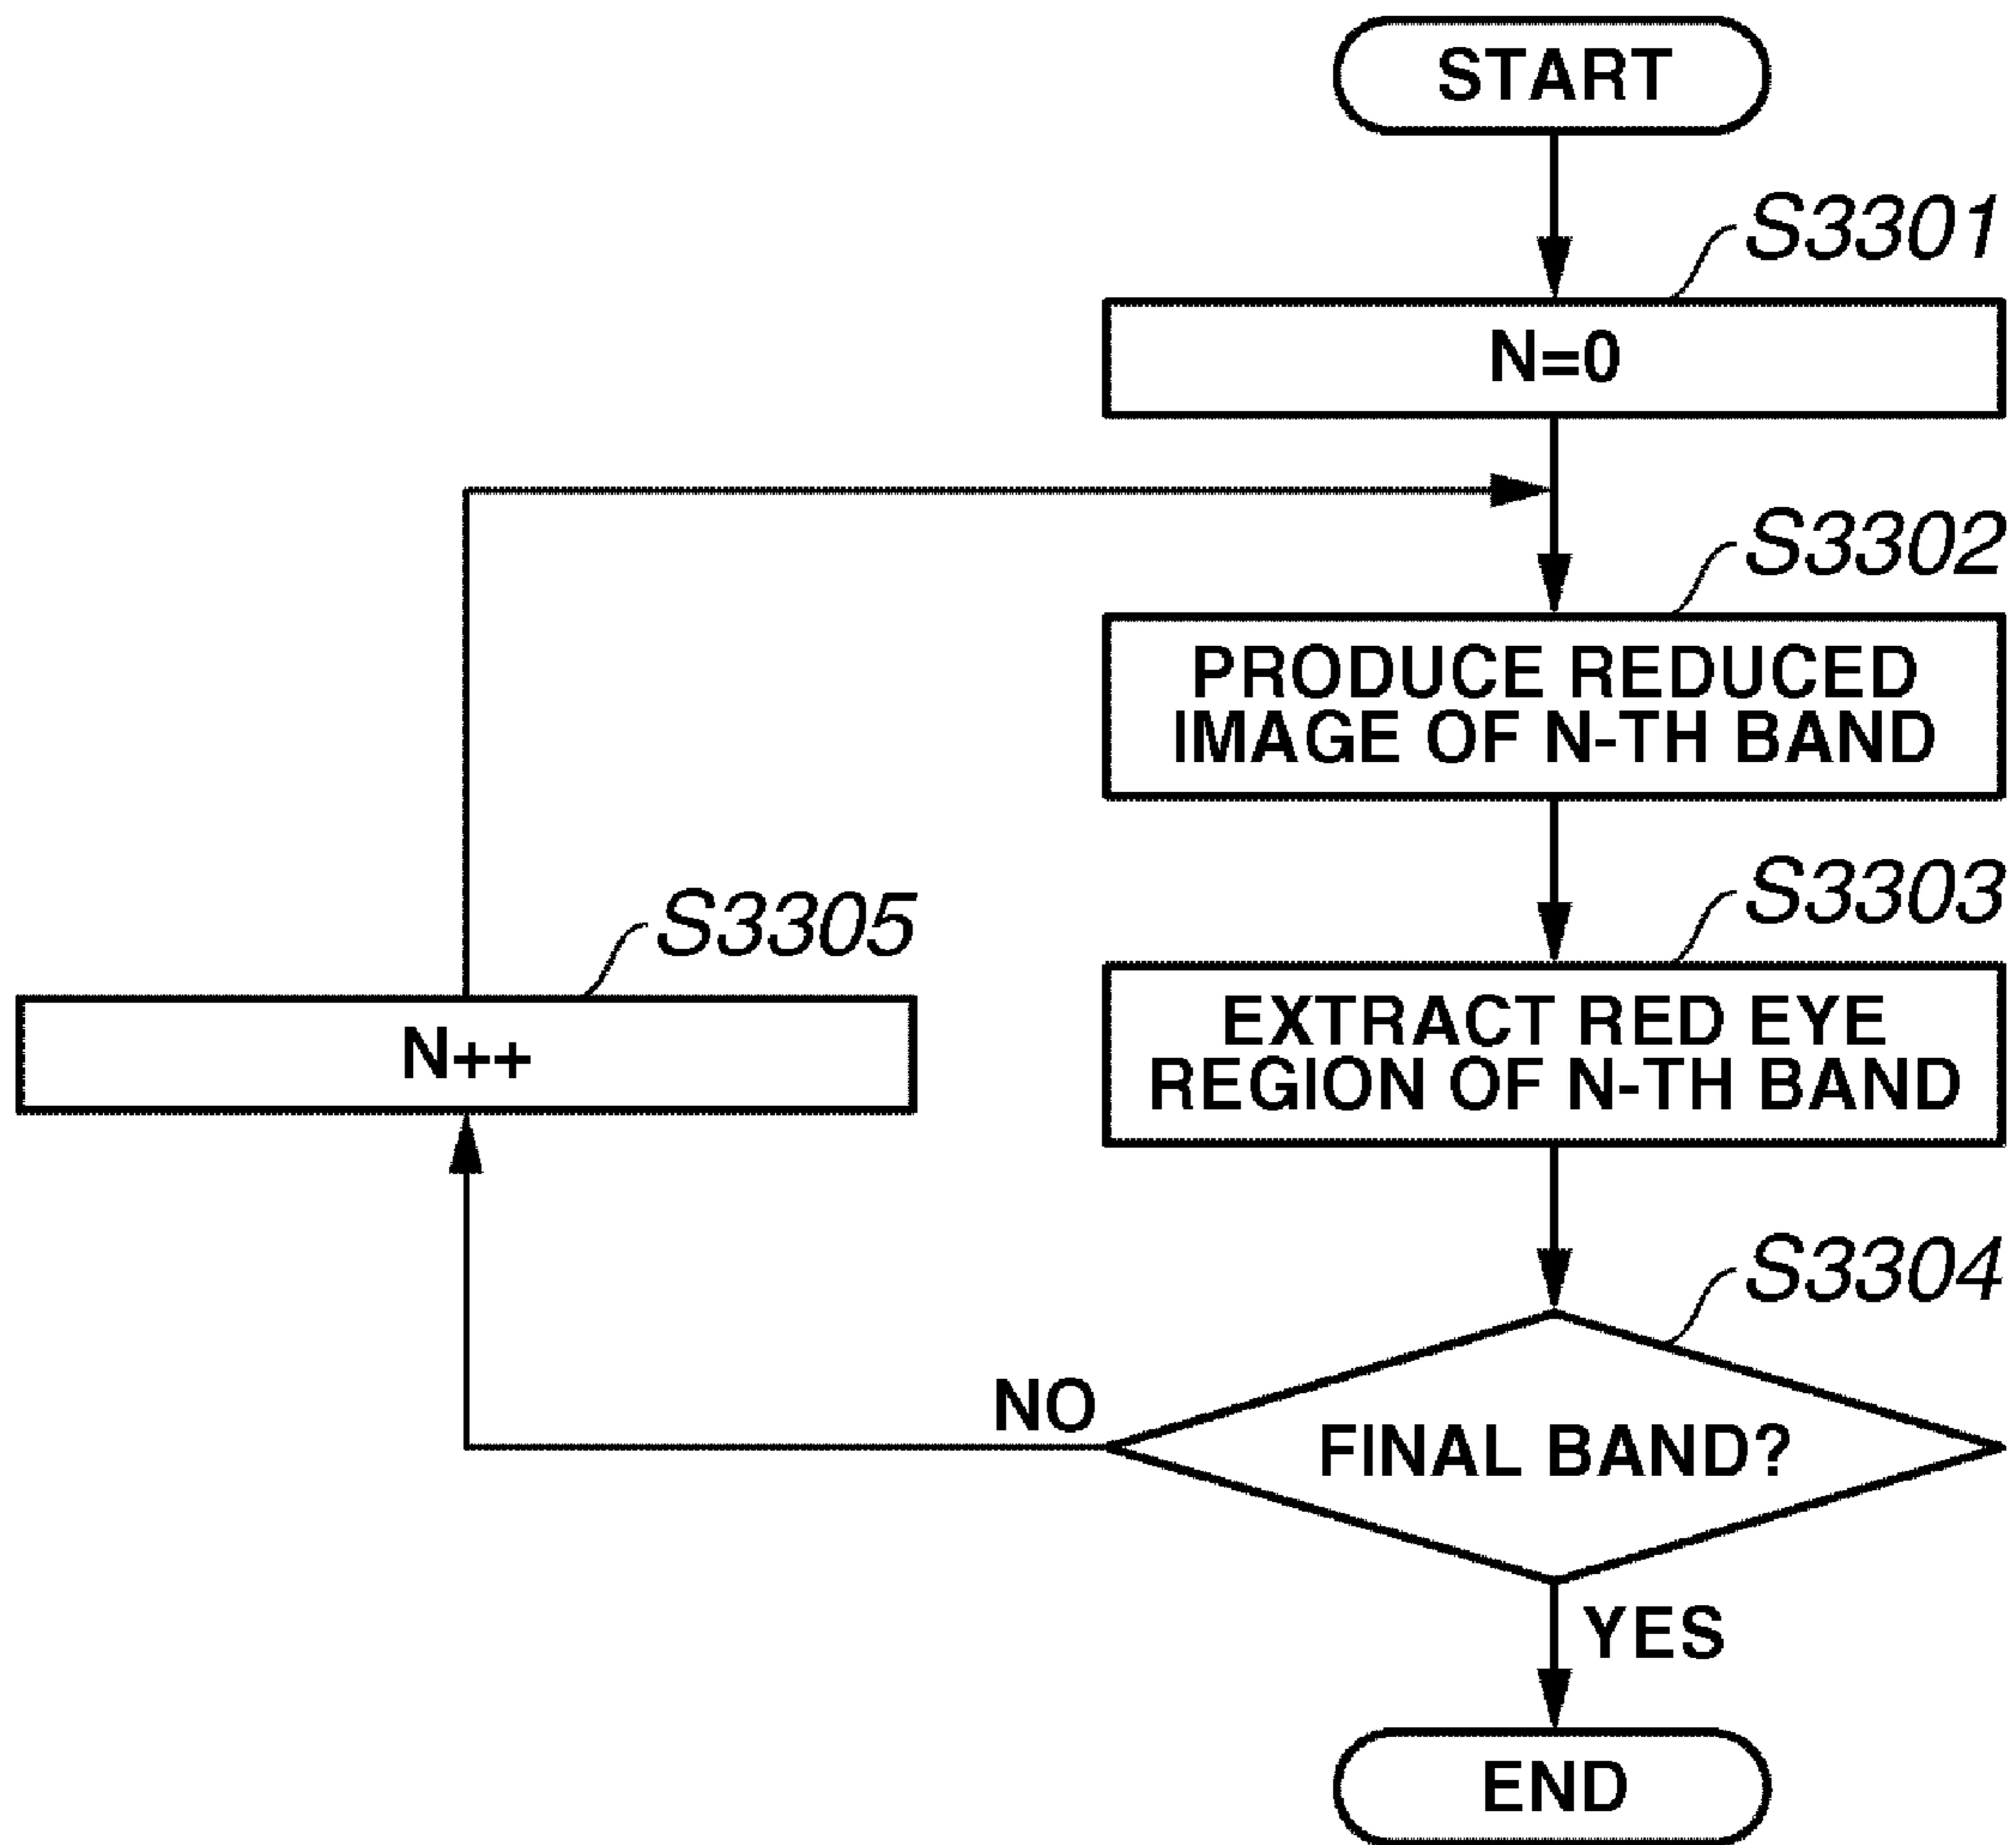 START
S3301
N=0
S3302
PRODUCE REDUCED
IMAGE OF N-TH BAND
S3303
EXTRACT RED EYE
REGION OF N-TH BAND
S3305
N++
S3304
NO
FINAL BAND?
YES
END